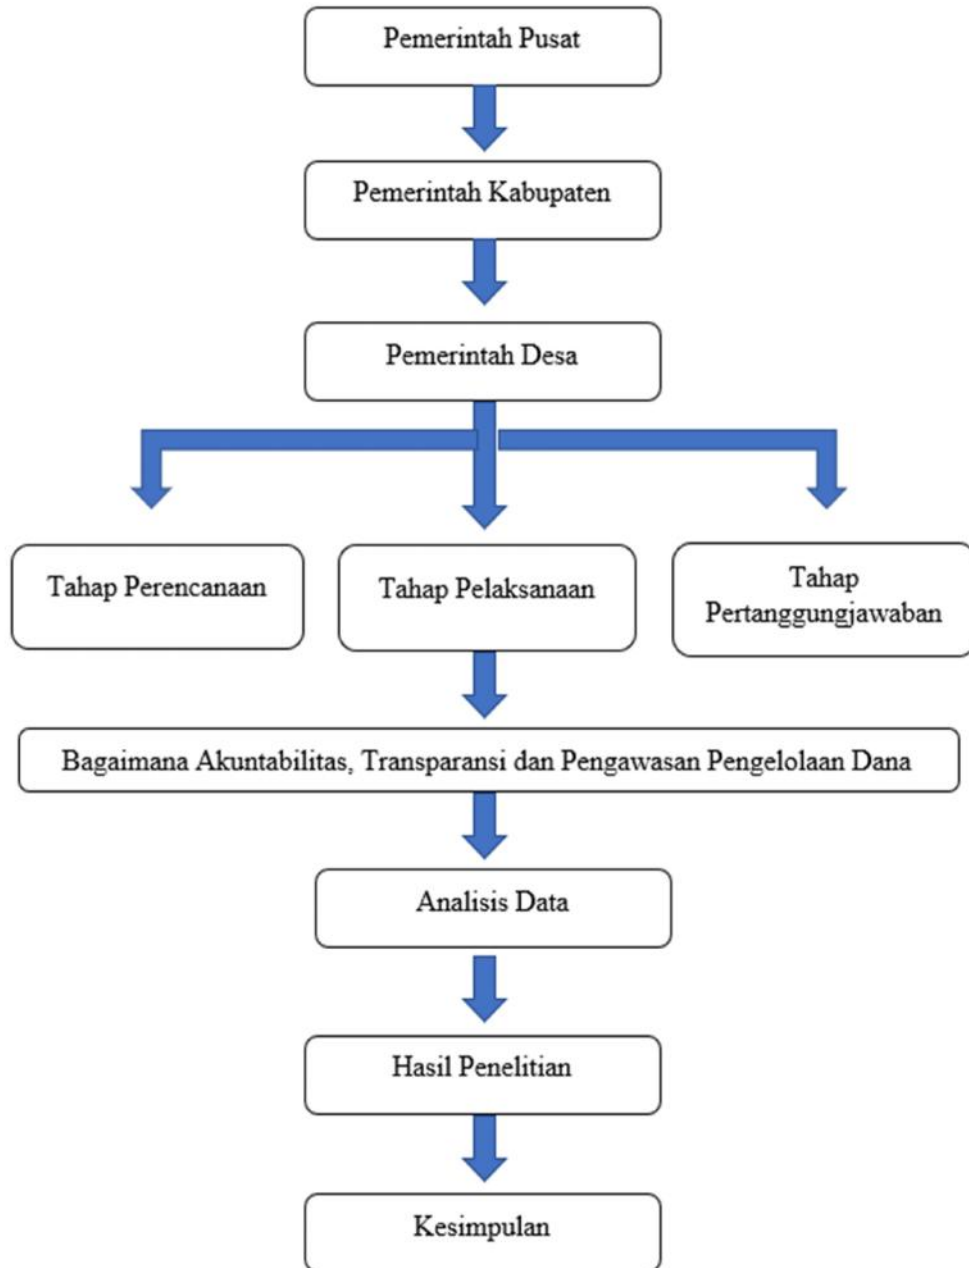 Pemerintah Pusat
Pemerintah Kabupaten
Pemerintah Desa
Tahap Perencanaan
Tahap Pelaksanaan
Tahap
Pertanggungjawaban
Bagaimana Akuntabilitas, Transparansi dan Pengawasan Pengelolaan Dana
Analisis Data
Hasil Penelitian
Kesimpulan